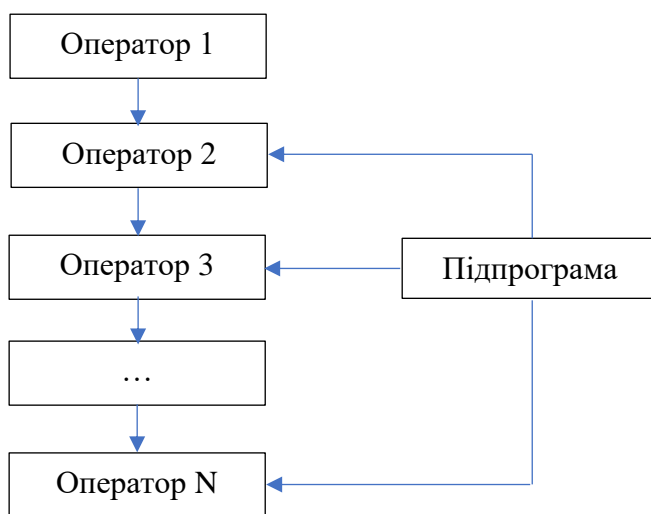 Оператор 1
Оператор 2
Оператор 3
Підпрограма
…
Оператор N